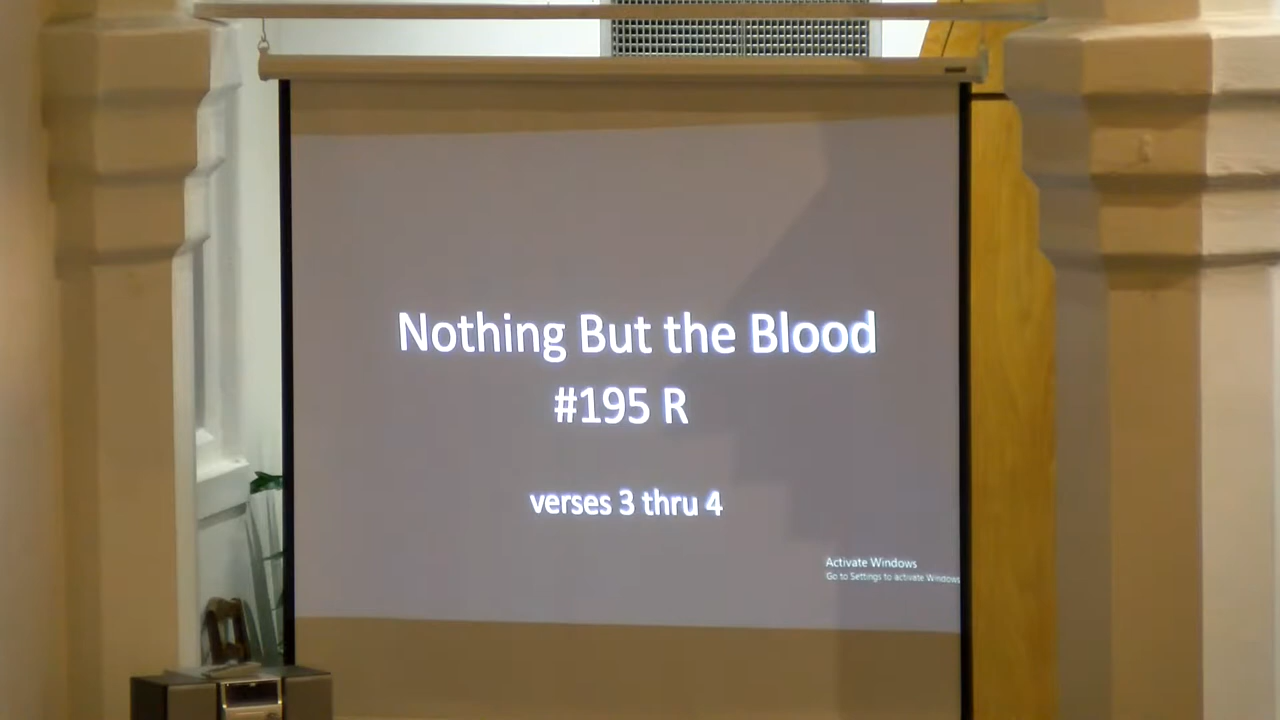 Nothing But the Blood
#195 R
verses 3 thru 4
Activate Windows
Go to Settings to activate Windows